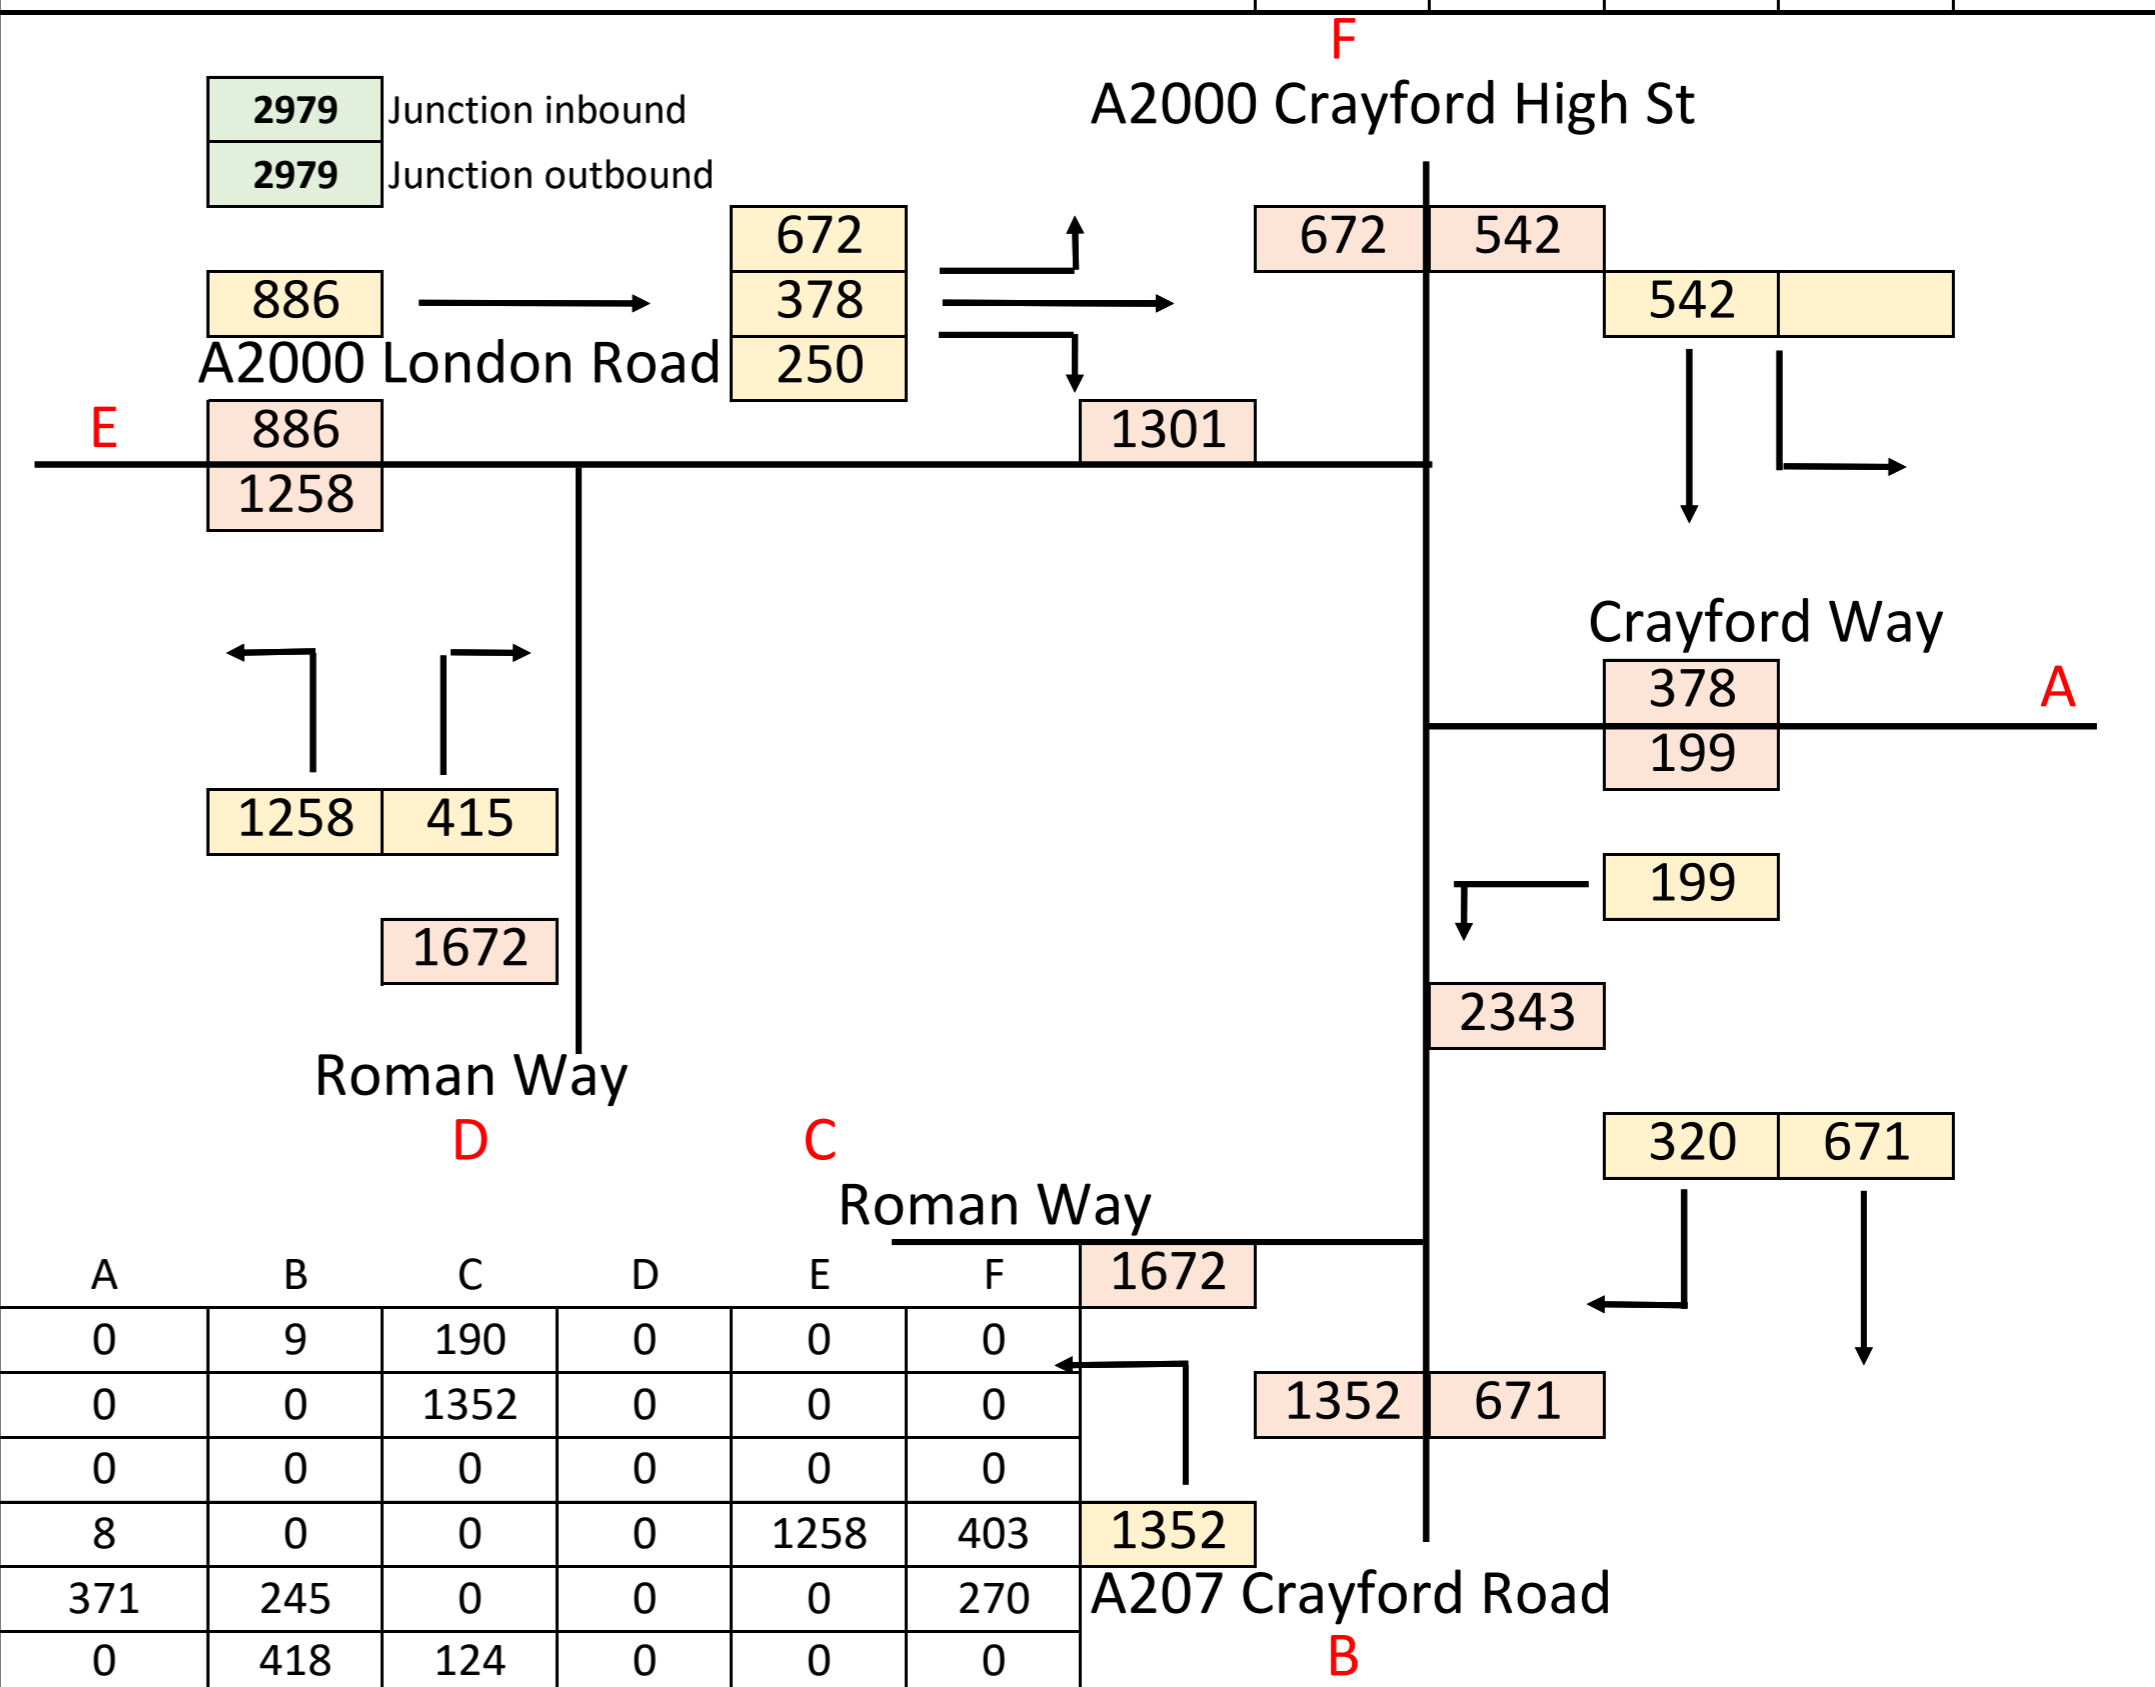 F
A2000 Crayford High St
2979 Junction inbound
2979 Junction outbound
672 672 542
886 378 542
A2000 London Road 250
E 886 1301
1258
Crayford Way
378 A
199
1258 415
199
1672
2343
Roman Way
D C 320 671
Roman Way
A B C D E F 1672
0 9 190 0 0 0
0 0 1352 0 0 0 1352 671
0 0 0 0 0 0
8 0 0 0 1258 403 1352
371 245 0 0 0 270 A207 Crayford Road
0 418 124 0 0 0 B